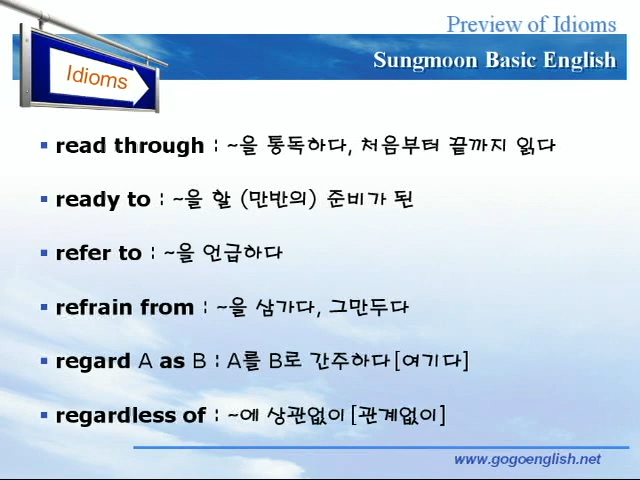 Preview of Idioms
Sungmoon Basic English
Idioms
▪ read through : ~을 통독하다, 처음부터 끝까지 읽다
▪ ready to : ~을 할 (만반의) 준비가 된
▪ refer to : ~을 언급하다
▪ refrain from : ~을 삼가다, 그만두다
▪ regard A as B : A를 B로 간주하다[여기다]
▪ regardless of : ~에 상관없이[관계없이]
www.gogoenglish.net